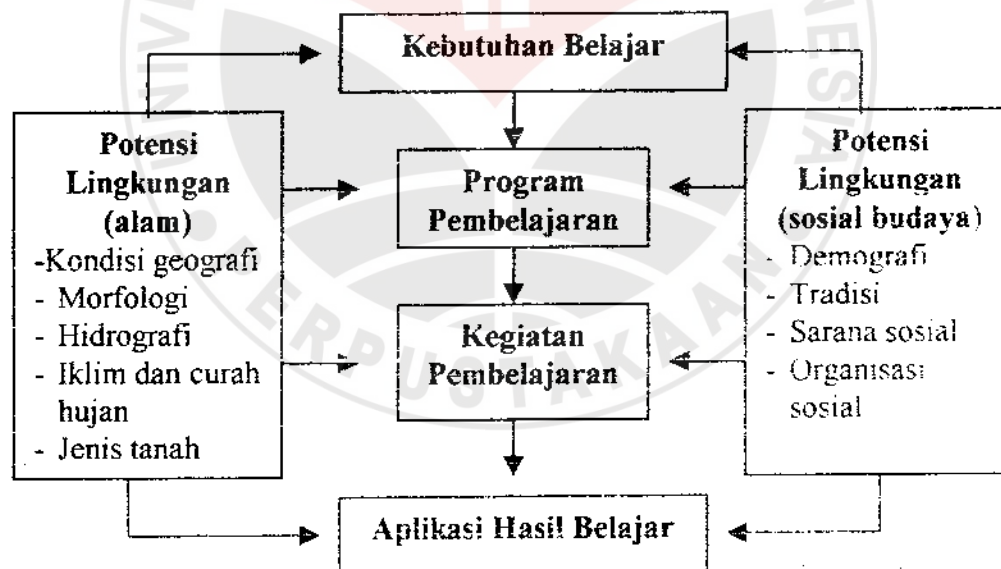 Kebutuhan Belajar
Potensi
Lingkungan
(alam)
-Kondisi geografi
- Morfologi
- Hidrografi
- Iklim dan curah
hujan
- Jenis tanah
Program
Pembelajaran
Kegiatan
Pembelajaran
Potensi
Lingkungan
(sosial budaya)
- Demografi
- Tradisi
- Sarana sosial
- Organisasi
sosial
Aplikasi Hasil Belajar
PERPUSTAKAAN